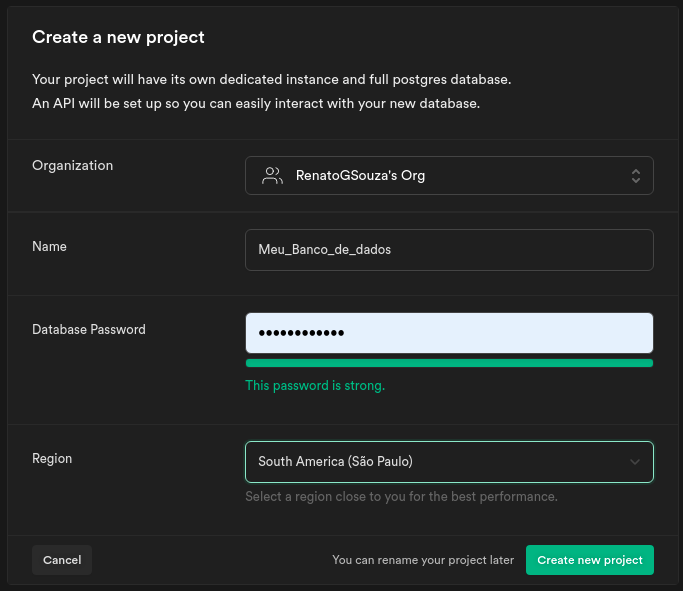 Create a new project
Your project will have its own dedicated instance and full postgres database.
An API will be set up so you can easily interact with your new database.
Organization
RenatoGSouza's Org
Name
Meu_Banco_de_dados
Database Password
••••••••••••
This password is strong.
Region
South America (São Paulo)
Select a region close to you for the best performance.
Cancel
You can rename your project later
Create new project